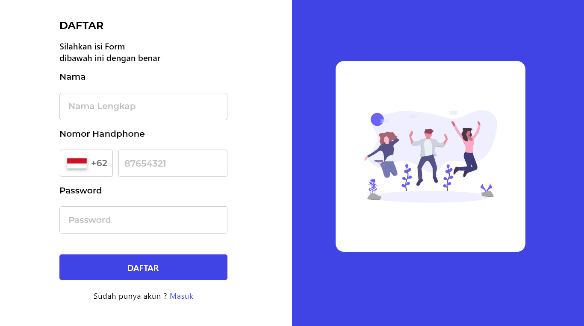 DAFTAR
Silahkan isi Form
dibawah ini dengan benar
Nama
Nama Lengkap
Nomor Handphone
+62 87654321
Password
Password
DAFTAR
Sudah punya akun ? Masuk